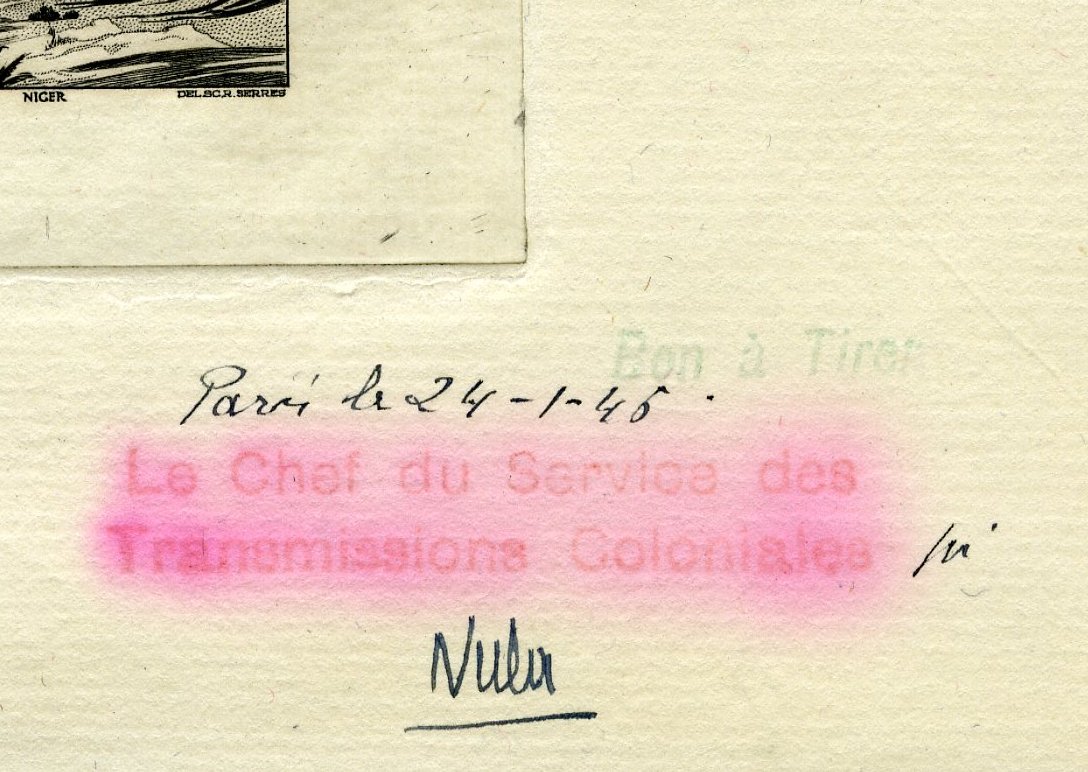 NIGER DEL.SC.R.SERRES
Bon à Tirer
Paris le 24-1-46.
Le Chef du Service des
Transmissions Coloniales